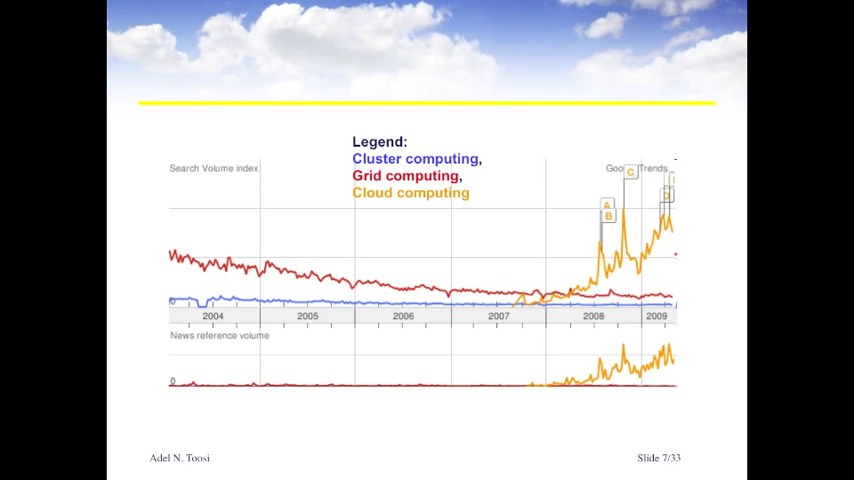 Legend:
Cluster computing,
Grid computing,
Cloud computing
Search Volume index
Trends
C
A
B
D
0
2004 2005 2006 2007 2008 2009
News reference volume
0
Adel N. Toosi
Slide 7/33